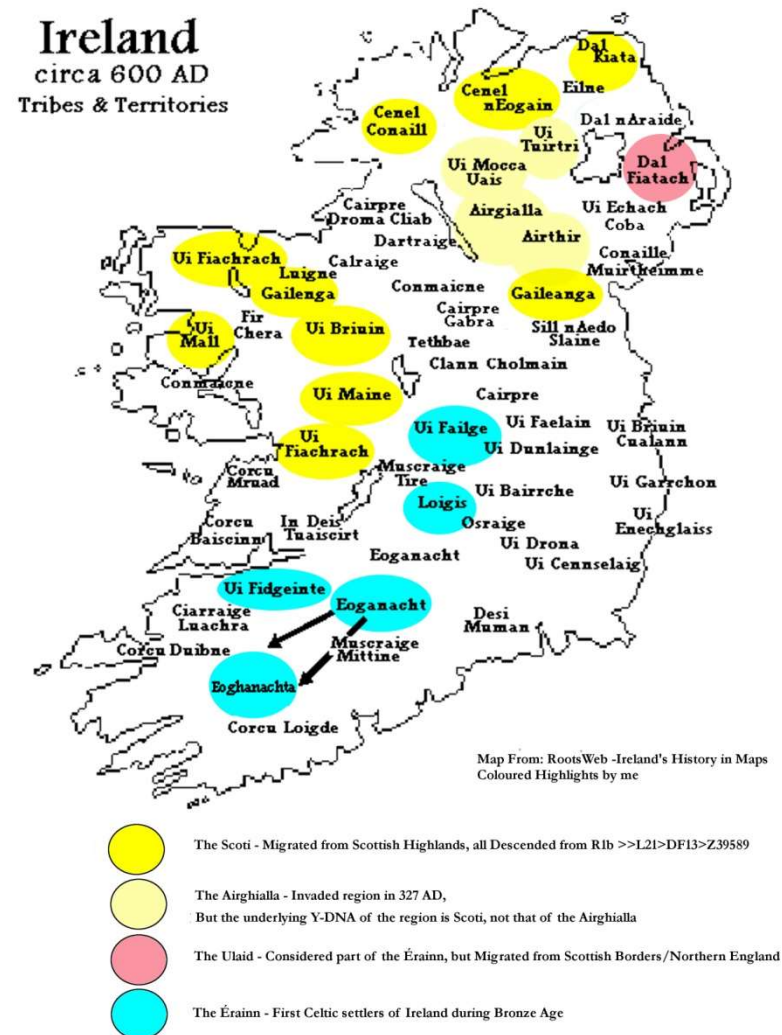 Ireland
circa 600 AD
Tribes & Territories
Dal
Riata
Cenel
nEogain
Eilne
Cenel
Conaill
Dal nAraide
Ui
Tuirtri
Ui Mocca
Uais
Dal
Fiatach
Cairpre
Droma Cliab
Airgialla
Ui Echach
Coba
Dartraige
Airthir
Ui Fiachrach
Luigne
Calraige
Conaille
Muirtheimme
Gailenga
Conmaicne
Gaileanga
Cairpre
Gabra
Fir
Chera
Ui Briuin
Sill nAedo
Slaine
Ui
Mall
Tethbae
Clann Cholmain
Conmaicne
Ui Maine
Cairpre
Ui Failge
Ui Faelain
Ui Briuin
Cualann
Ui
Fiachrach
Ui Dunlainge
Corcu
Mruad
Muscraige
Tire
Ui Bairrche
Ui Garrchon
Loigis
Corcu
Baiscinn
In Deis
Tuaiscirt
Osraige
Ui
Enechglaiss
Ui Drona
Eoganacht
Ui Cennselaig
Ui Fidgeinte
Eoganacht
Ciarraige
Luachra
Desi
Muman
Corcu Duibne
Muscraige
Mittine
Eoghanachta
Corcu Loigde
Map From: RootsWeb -Ireland's History in Maps
Coloured Highlights by me
The Scoti - Migrated from Scottish Highlands, all Descended from R1b >>L21>DF13>Z39589
The Airghialla - Invaded region in 327 AD,
But the underlying Y-DNA of the region is Scoti, not that of the Airghialla
The Ulaid - Considered part of the Érainn, but Migrated from Scottish Borders/Northern England
The Érainn - First Celtic settlers of Ireland during Bronze Age